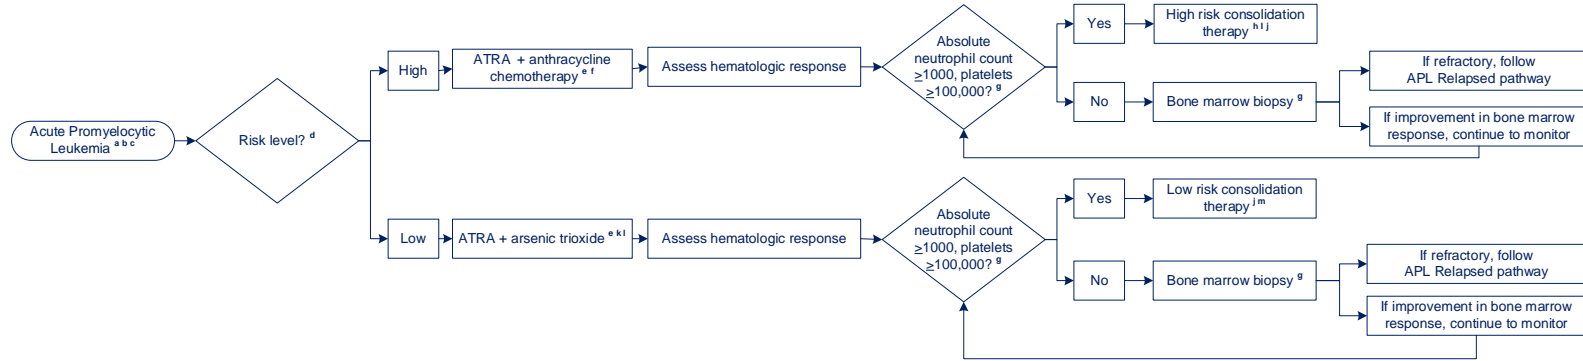 Acute Promyelocytic
Leukemia a b c
Risk level? d
High
ATRA + anthracycline
chemotherapy e f
Assess hematologic response
Absolute
neutrophil count
≥1000, platelets
≥100,000? g
Yes
High risk consolidation
therapy h I j
No
Bone marrow biopsy g
If refractory, follow
APL Relapsed pathway
If improvement in bone marrow
response, continue to monitor
Low
ATRA + arsenic trioxide e k l
Assess hematologic response
Absolute
neutrophil count
≥1000, platelets
≥100,000? g
Yes
Low risk consolidation
therapy j m
No
Bone marrow biopsy g
If refractory, follow
APL Relapsed pathway
If improvement in bone marrow
response, continue to monitor